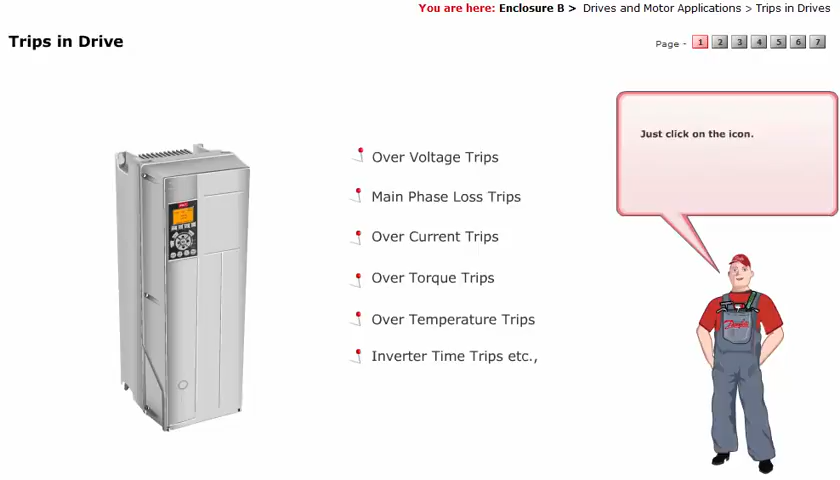 You are here: Enclosure B > Drives and Motor Applications > Trips in Drives
Trips in Drive
Page - 1 2 3 4 5 6 7
Just click on the icon.
Over Voltage Trips
Main Phase Loss Trips
Over Current Trips
Over Torque Trips
Over Temperature Trips
Inverter Time Trips etc.,
Danfoss